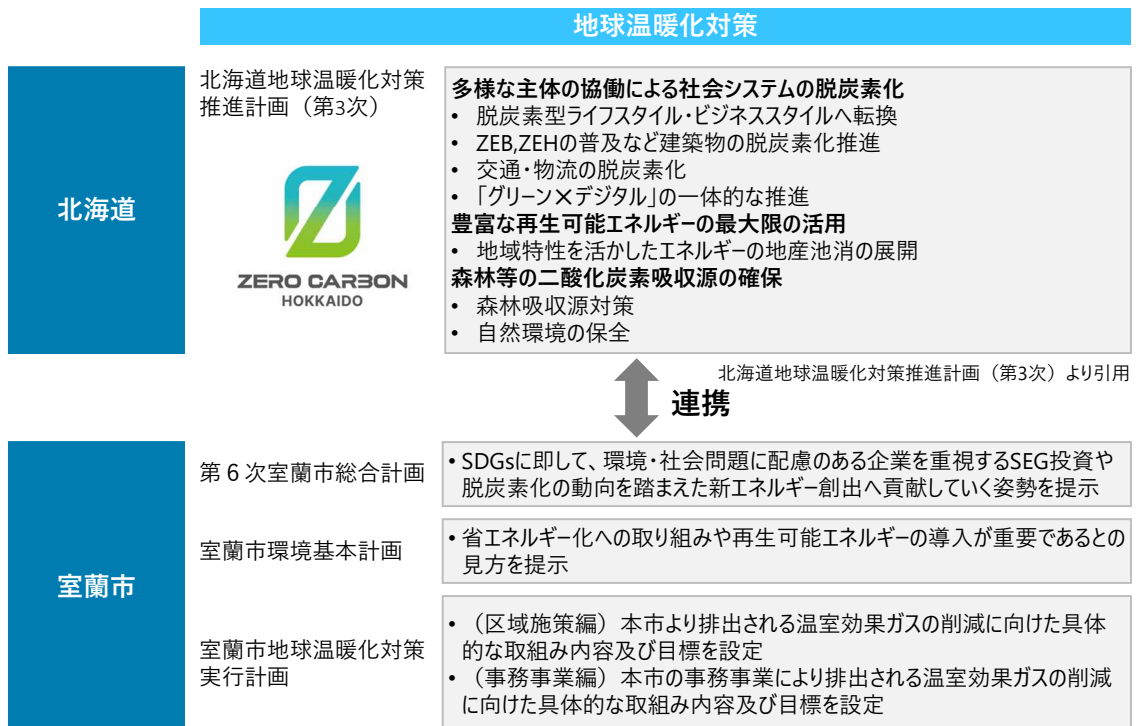 地球温暖化対策
北海道
北海道地球温暖化対策
推進計画（第3次）
ZERO CARBON
HOKKAIDO
多様な主体の協働による社会システムの脱炭素化
• 脱炭素型ライフスタイル・ビジネススタイルへ転換
• ZEB,ZEHの普及など建築物の脱炭素化推進
• 交通・物流の脱炭素化
• 「グリーン×デジタル」の一体的な推進
豊富な再生可能エネルギーの最大限の活用
• 地域特性を活かしたエネルギーの地産池消の展開
森林等の二酸化炭素吸収源の確保
• 森林吸収源対策
• 自然環境の保全
北海道地球温暖化対策推進計画（第3次）より引用
連携
室蘭市
第６次室蘭市総合計画
• SDGsに即して、環境・社会問題に配慮のある企業を重視するSEG投資や
脱炭素化の動向を踏まえた新エネルギー創出へ貢献していく姿勢を提示
室蘭市環境基本計画
• 省エネルギー化への取り組みや再生可能エネルギーの導入が重要であるとの
見方を提示
室蘭市地球温暖化対策
実行計画
• （区域施策編）本市より排出される温室効果ガスの削減に向けた具体
的な取組み内容及び目標を設定
• （事務事業編）本市の事務事業により排出される温室効果ガスの削減
に向けた具体的な取組み内容及び目標を設定